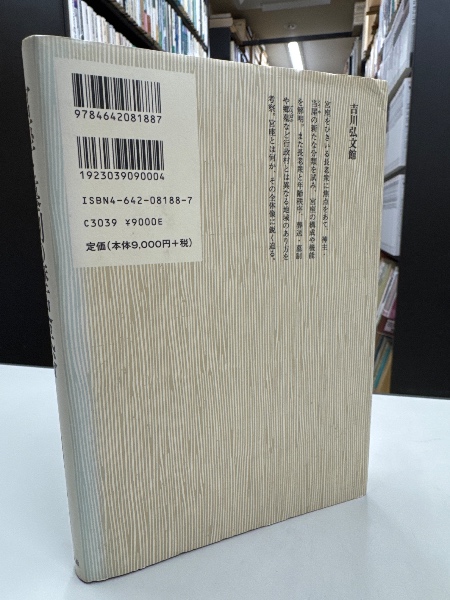 9784642081887
1923039090004
ISBN4-642-08188-7
C3039 ¥9000E
定価(本体9,000円+税)
吉川弘文館
宮座をひきいる長老衆に焦点をあて、神主・
当屋の新たな分類を試み、宮座の構成や機能
を解明。また長老衆と年齢秩序、葬送・墓制
や郷墓など行政村とは異なる地域のあり方を
考察。宮座とは何か、その全体像に鋭く迫る。